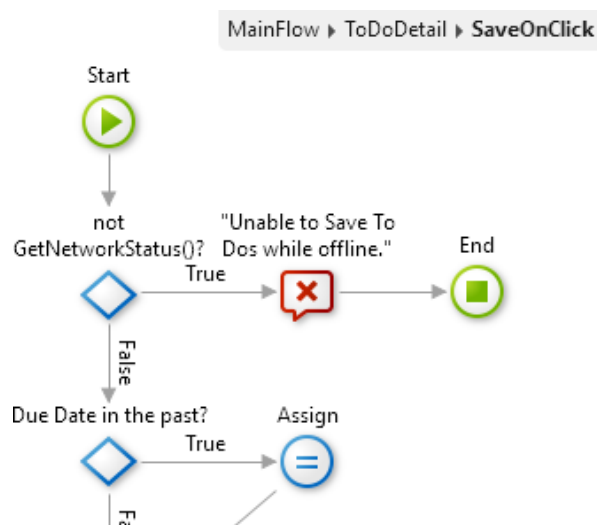 MainFlow ▸ ToDoDetail ▸ SaveOnClick
Start
not
GetNetworkStatus()?
"Unable to Save To
Dos while offline."
End
True
False
Due Date in the past?
Assign
True